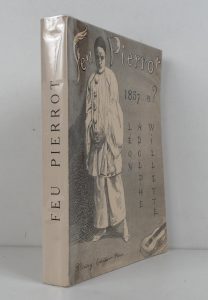 FEU PIERROT
Feu Pierrot
1857 - 19 ?
LÉON
ADOLPHE
WILLETTE